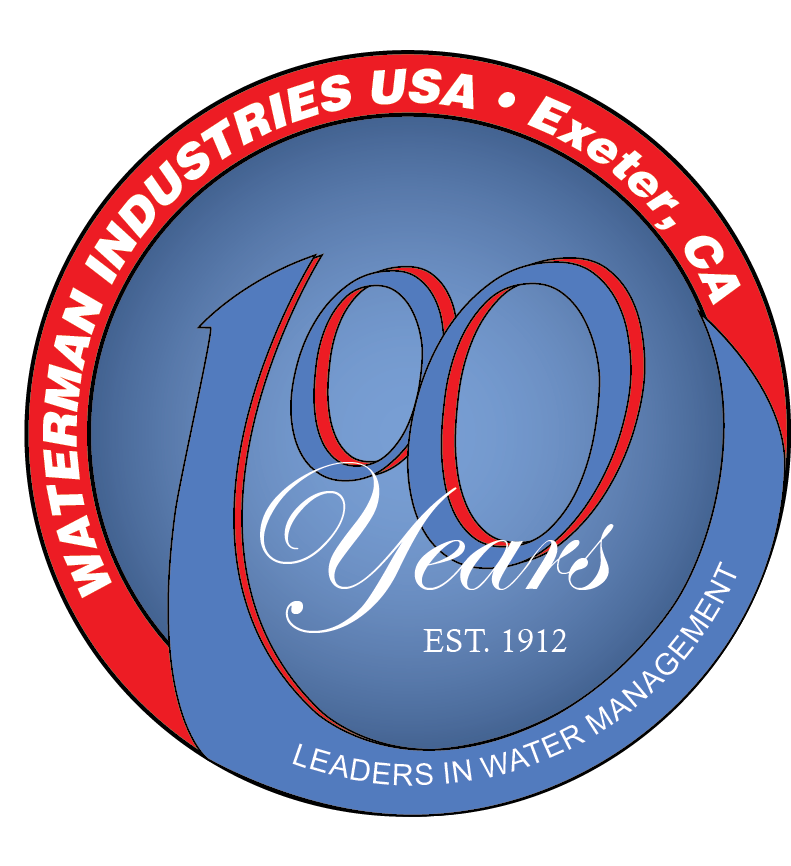 WATERMAN INDUSTRIES USA • Exeter, CA
100
Years
EST. 1912
LEADERS IN WATER MANAGEMENT